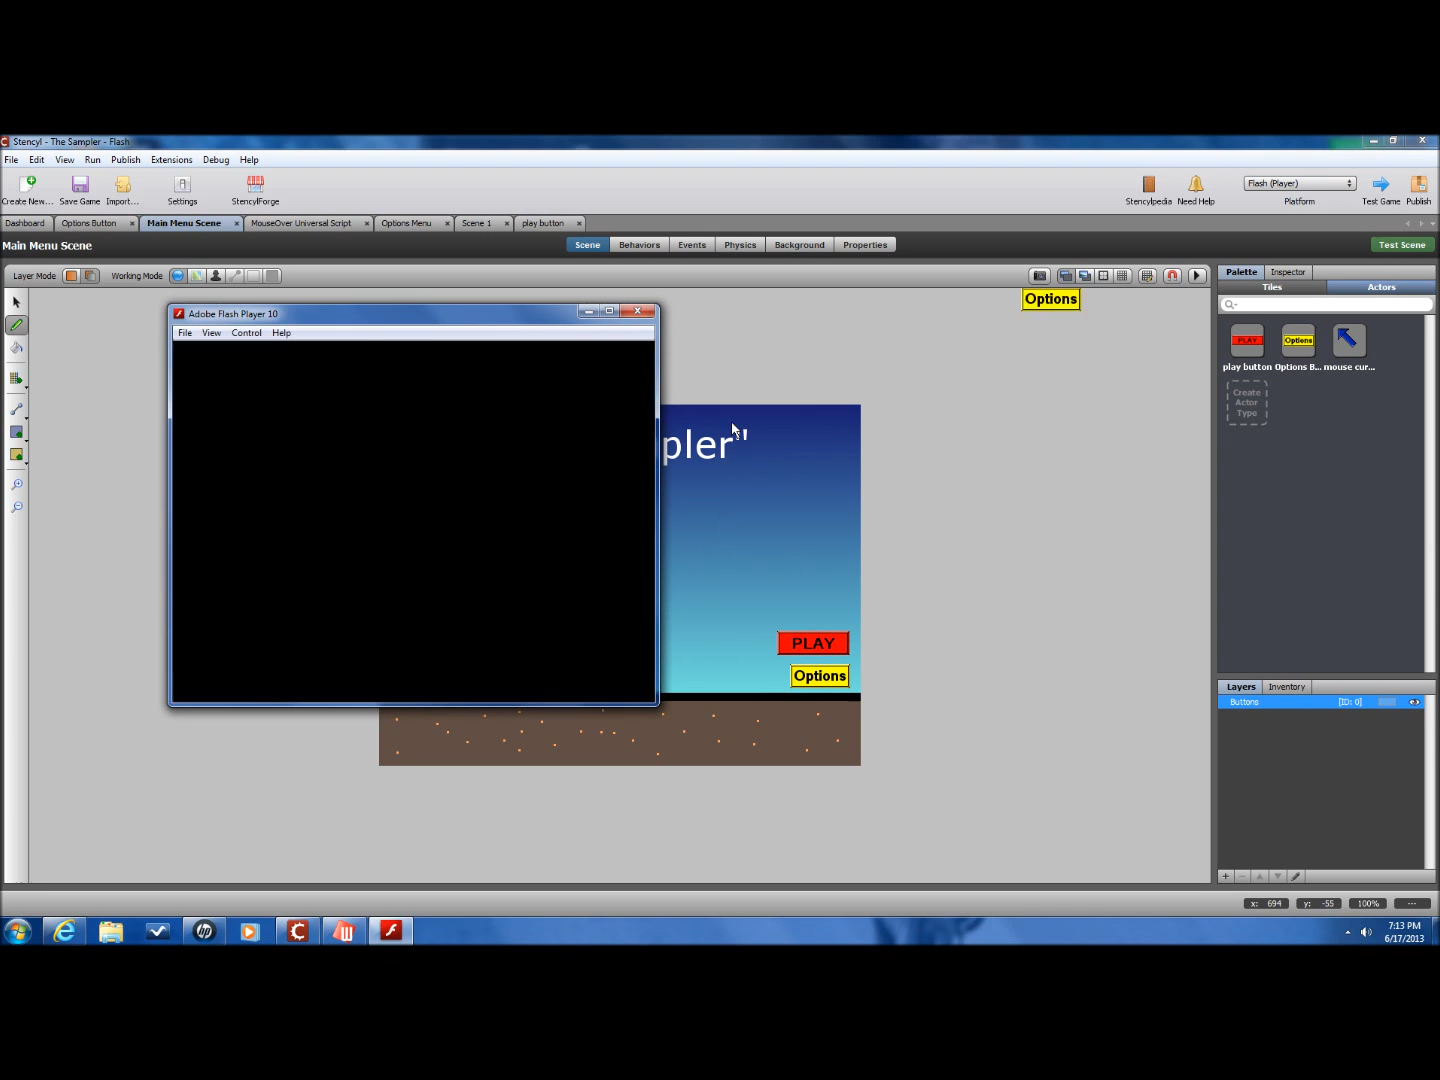 Stencyl - The Sampler - Flash
File Edit View Run Publish Extensions Debug Help
Create New... Save Game Import... Settings StencylForge Stencylpedia Need Help Flash (Player) Platform Test Game Publish
Dashboard Options Button Main Menu Scene MouseOver Universal Script Options Menu Scene 1 play button
Main Menu Scene Scene Behaviors Events Physics Background Properties Test Scene
Layer Mode Working Mode Palette Inspector
Tiles Actors
Options
Adobe Flash Player 10
File View Control Help
PLAY Options
play button Options B... mouse cur...
Create
Actor
Type
pler"
PLAY
Options
Layers Inventory
Buttons [ID: 0]
x: 694 y: -55 100% ---
7:13 PM
6/17/2013